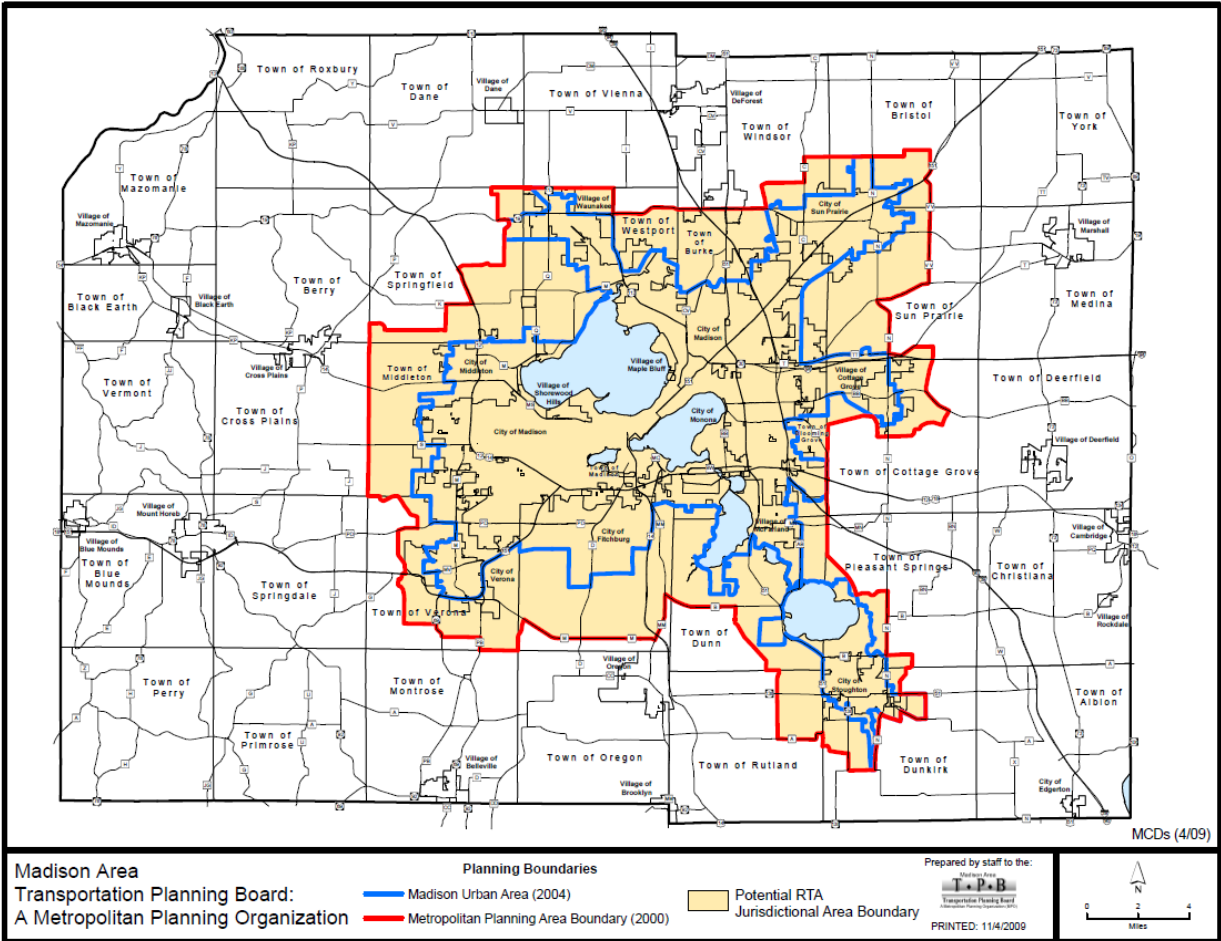 Town of Roxbury
Town of
Dane
Village of
Dane
Town of Vienna
Village of
DeForest
Town of
Windsor
Town of
Bristol
Town of
York
Town of
Mazomanie
Village of
Mazomanie
Village of
Waunakee
Town of
Westport
Town
of
Burke
City of
Sun Prairie
Village of
Marshall
Town of
Springfield
Town of
Berry
Town of
Black Earth
Village of
Black Earth
Town of
Sun Prairie
Town of
Medina
City of
Madison
Village of
Cross Plains
Town of
Middleton
City of
Middleton
Village of
Maple Bluff
Village of
Shorewood
Hills
Village of
Cottage
Grove
Town of Deerfield
Town of
Vermont
Town of
Cross Plains
City of Madison
City of
Monona
Town of
Blooming
Grove
Village of Deerfield
Town of
Madison
Town of Cottage Grove
Village of
Mount Horeb
Village of
Blue Mounds
Town of
Blue
Mounds
City of
Fitchburg
Village of
McFarland
Village of
Cambridge
Town of
Pleasant Springs
Town of
Christiana
City of
Verona
Town of
Springdale
Town of Verona
Village of
Rockdale
Town of
Dunn
Village of
Oregon
Town of
Perry
Town of
Montrose
City of
Stoughton
Town of
Albion
Town of
Primrose
Village of
Belleville
Town of Oregon
Town of Rutland
Town of
Dunkirk
Village of
Brooklyn
City of
Edgerton
MCDs (4/09)
Madison Area
Transportation Planning Board:
A Metropolitan Planning Organization
Planning Boundaries
Madison Urban Area (2004)
Metropolitan Planning Area Boundary (2000)
Potential RTA
Jurisdictional Area Boundary
Prepared by staff to the:
Madison Area
T•P•B
Transportation Planning Board
A Metropolitan Planning Organization (MPO)
PRINTED: 11/4/2009
N
0 2 4
Miles